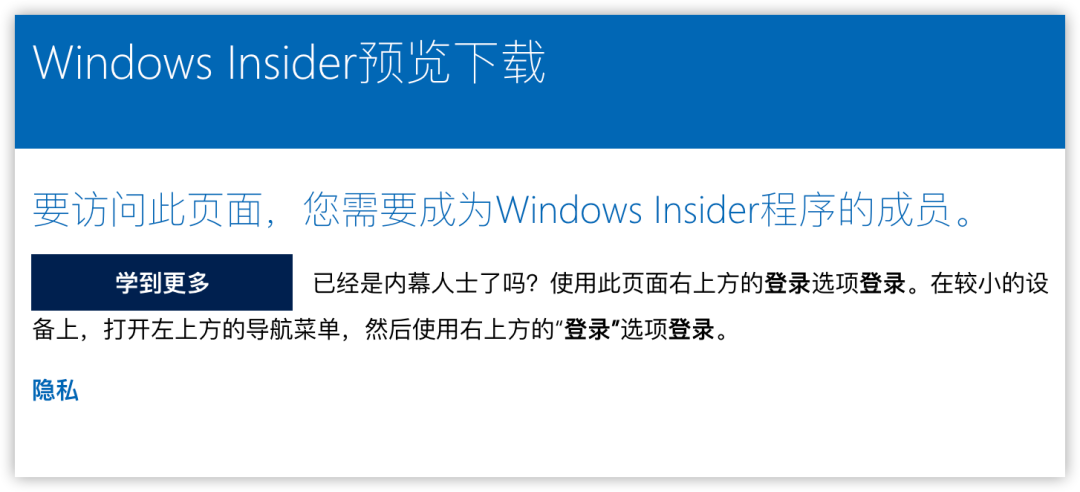 Windows Insider预览下载
要访问此页面，您需要成为Windows Insider程序的成员。
学到更多 已经是内幕人士了吗？使用此页面右上方的登录选项登录。在较小的设
备上，打开左上方的导航菜单，然后使用右上方的“登录”选项登录。
隐私